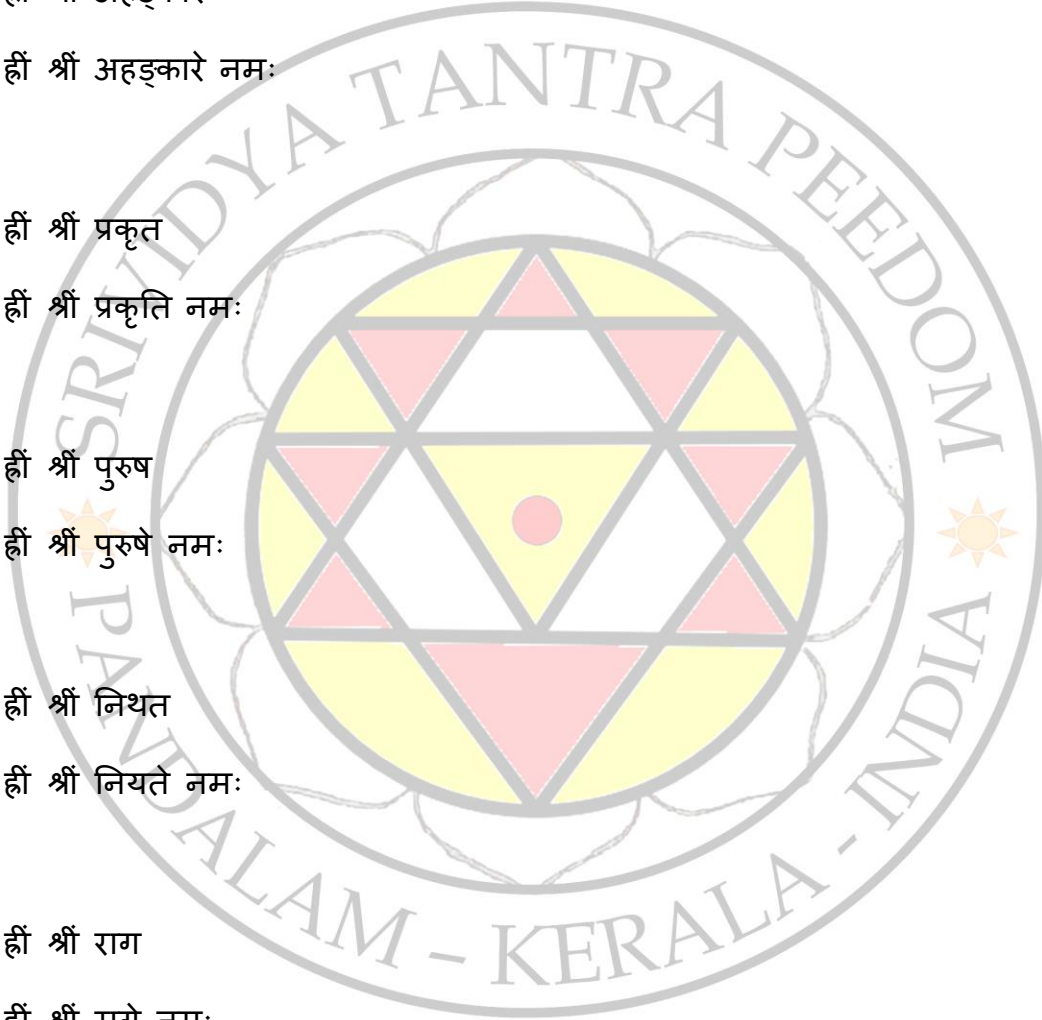 ह्रीं श्रीं अहङ्कारे नमः
ह्रीं श्रीं प्रकृत
ह्रीं श्रीं प्रकृति नमः
ह्रीं श्रीं पुरुष
ह्रीं श्रीं पुरुषे नमः
ह्रीं श्रीं निथत
ह्रीं श्रीं नियते नमः
ह्रीं श्रीं राग
SRIVIDYA TANTRA PEEDOM
PANDALAM - KERALA - INDIA